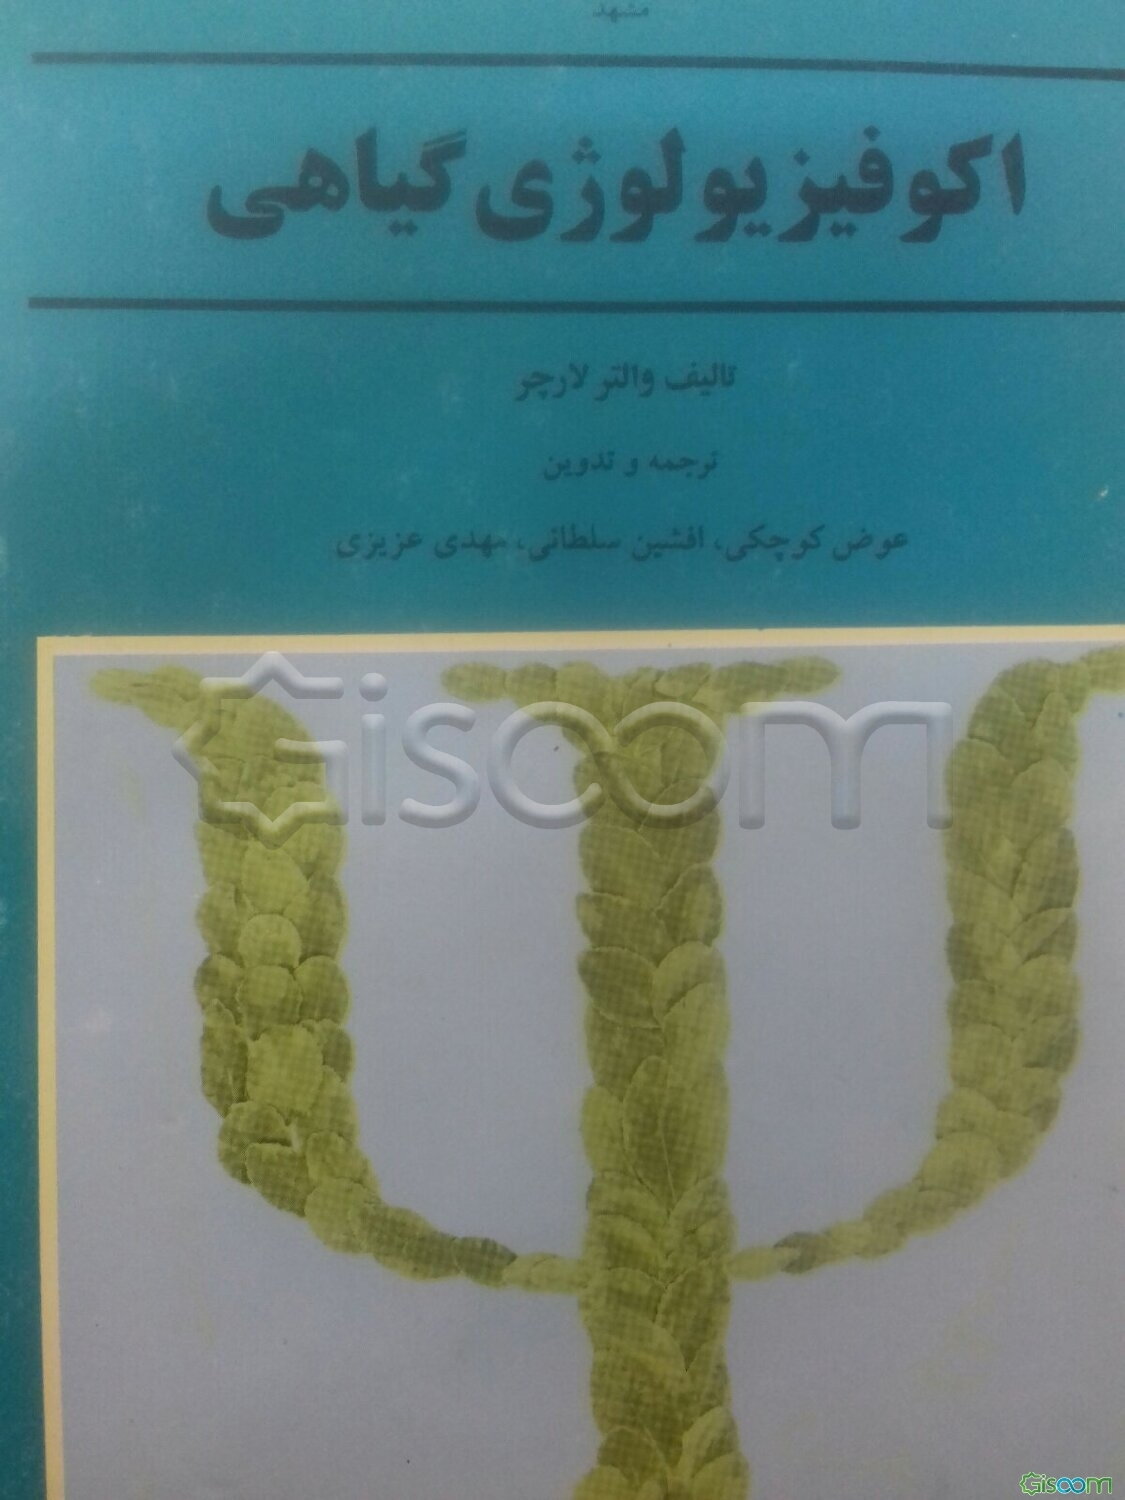 مشهد
اکوفیزیولوژی گیاهی
تالیف والتر لارچر
ترجمه و تدوین
عوض کوچکی، افشین سلطانی، مهدی عزیزی
Gisoom
Gisoom